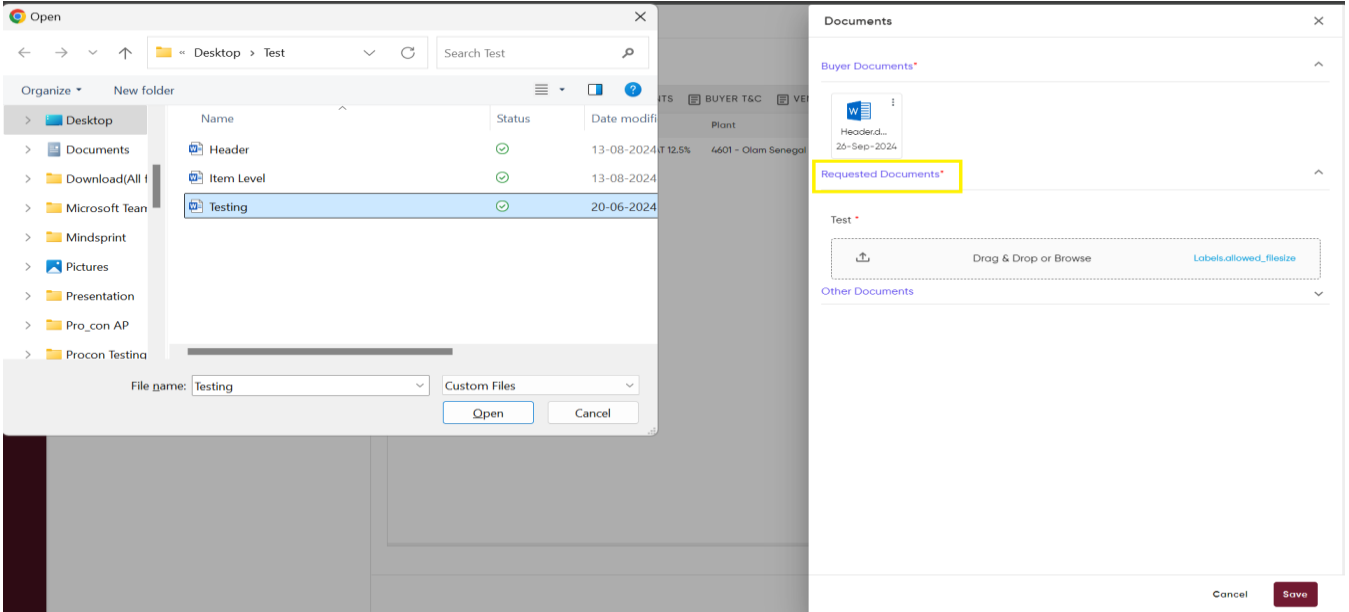 Open
« Desktop > Test
Search Test
Organize
New folder
Desktop
Documents
Download(All f
Microsoft Team
Mindsprint
Pictures
Presentation
Pro_con AP
Procon Testing
Name Status Date modifi
Header 13-08-2024
Item Level 13-08-2024
Testing 20-06-2024
File name: Testing
Custom Files
Open Cancel
NTS BUYER T&C VE
Plant
AT 12.5% 4601 - Olam Senegal
Documents
Buyer Documents*
Header.d...
26-Sep-2024
Requested Documents*
Test *
Drag & Drop or Browse Labels.allowed_filesize
Other Documents
Cancel Save